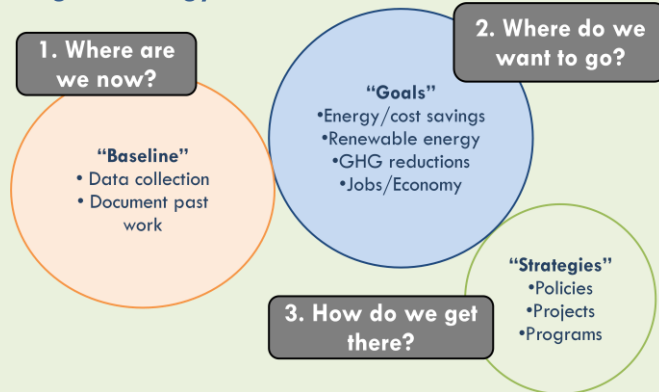 1. Where are
we now?
2. Where do we
want to go?
"Baseline"
• Data collection
• Document past
work
"Goals"
•Energy/cost savings
•Renewable energy
•GHG reductions
•Jobs/Economy
3. How do we get
there?
"Strategies"
•Policies
•Projects
•Programs